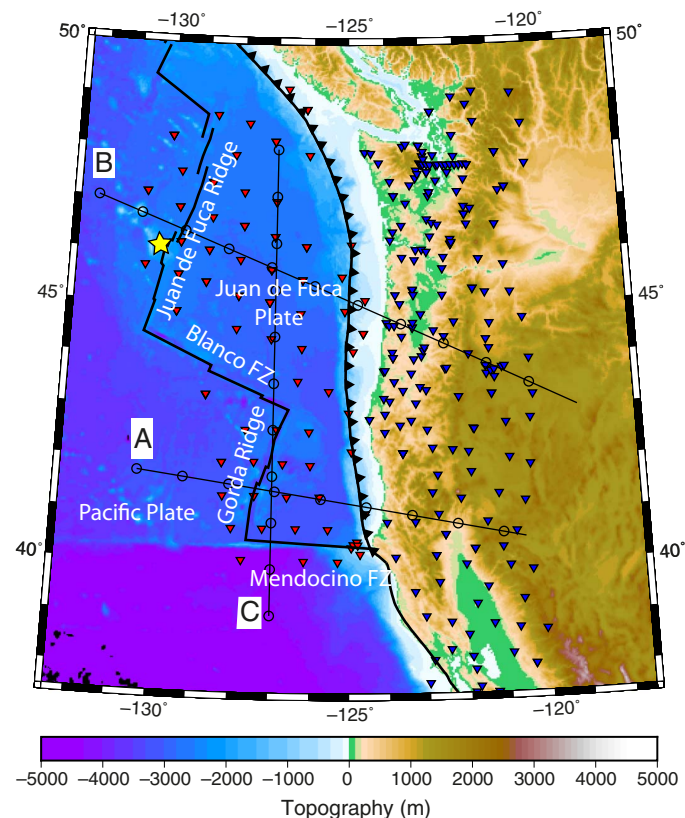 −130˚
−125˚
−120˚
50˚
50˚
B
Juan de Fuca Ridge
45˚
45˚
Juan de Fuca
Plate
Blanco FZ
A
Gorda Ridge
Pacific Plate
40˚
40˚
Mendocino FZ
C
−130˚
−125˚
−120˚
−5000 −4000 −3000 −2000 −1000 0 1000 2000 3000 4000 5000
Topography (m)